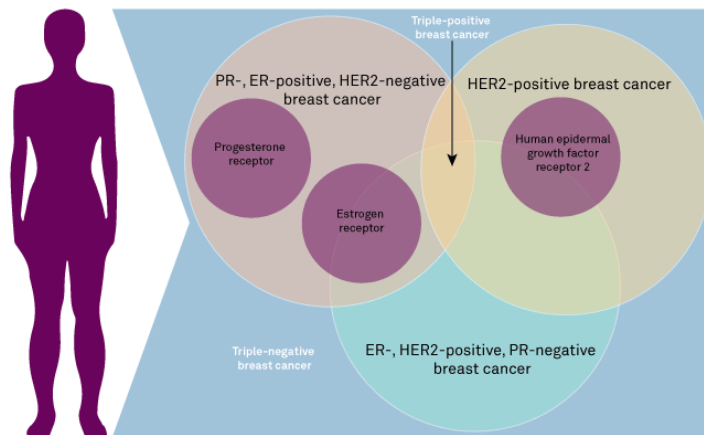 Triple-positive
breast cancer
PR-, ER-positive, HER2-negative
breast cancer
HER2-positive breast cancer
Progesterone
receptor
Human epidermal
growth factor
receptor 2
Estrogen
receptor
Triple-negative
breast cancer
ER-, HER2-positive, PR-negative
breast cancer